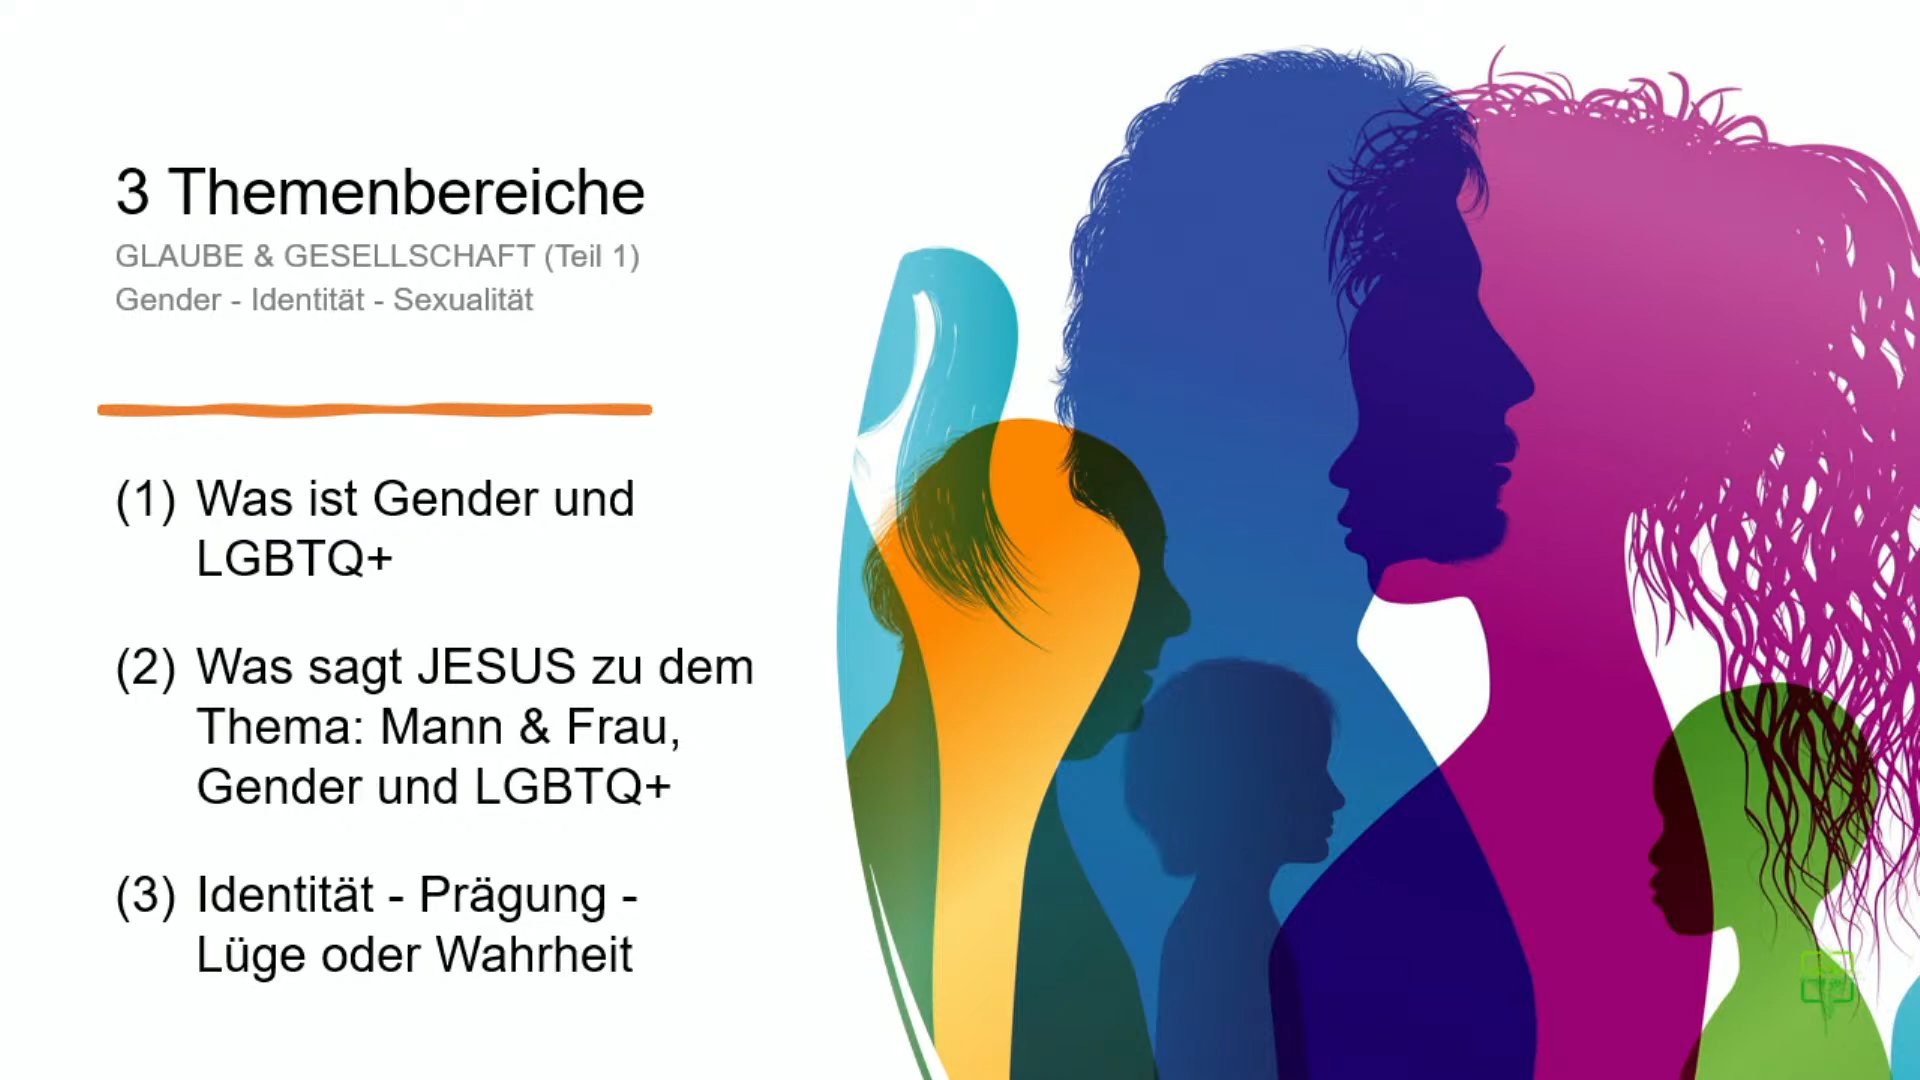 3 Themenbereiche
GLAUBE & GESELLSCHAFT (Teil 1)
Gender - Identität - Sexualität
(1) Was ist Gender und
LGBTQ+
(2) Was sagt JESUS zu dem
Thema: Mann & Frau,
Gender und LGBTQ+
(3) Identität - Prägung -
Lüge oder Wahrheit